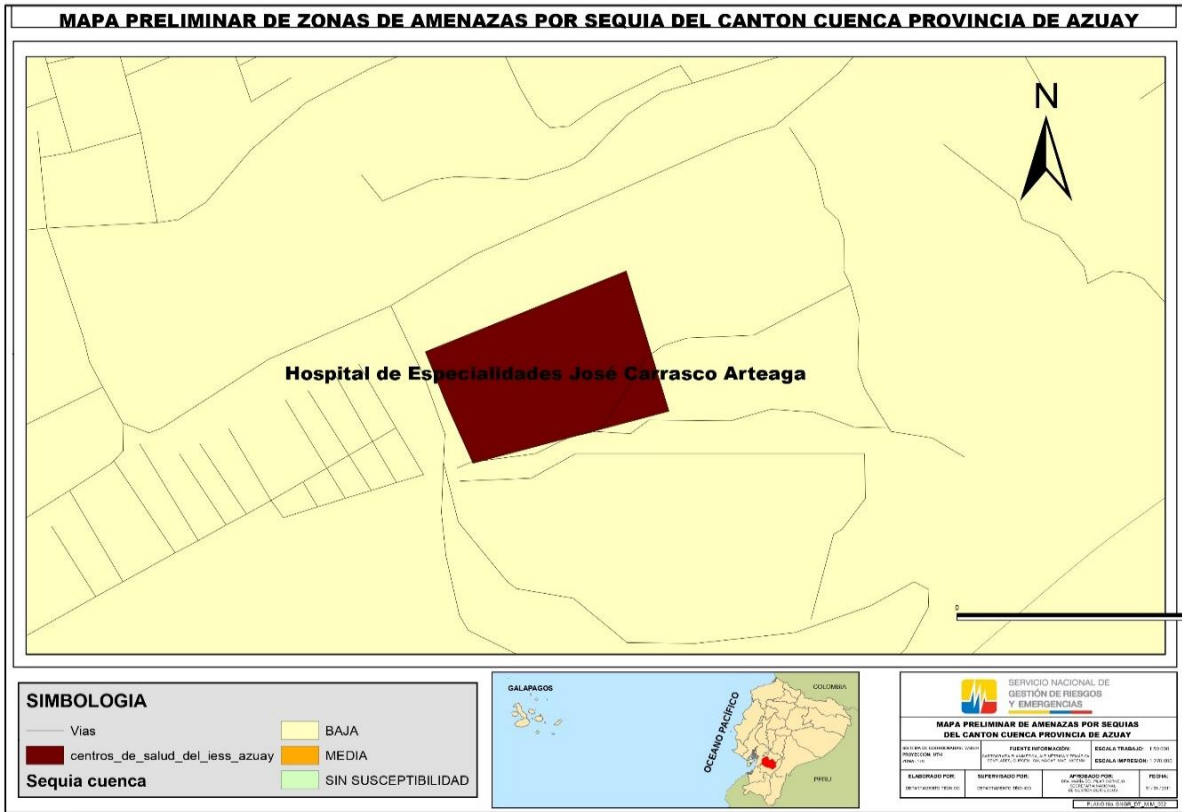 MAPA PRELIMINAR DE ZONAS DE AMENAZAS POR SEQUIA DEL CANTON CUENCA PROVINCIA DE AZUAY
N
Hospital de Especialidades José Carrasco Arteaga
0
SIMBOLOGIA
Vias
centros_de_salud_del_iess_azuay
Sequia cuenca
BAJA
MEDIA
SIN SUSCEPTIBILIDAD
GALAPAGOS
OCEANO PACÍFICO
COLOMBIA
PERU
SERVICIO NACIONAL DE
GESTIÓN DE RIESGOS
Y EMERGENCIAS
MAPA PRELIMINAR DE AMENAZAS POR SEQUIAS
DEL CANTON CUENCA PROVINCIA DE AZUAY
FUENTE INFORMACIÓN:
ESCALA TRABAJO:
ESCALA IMPRESIÓN:
ELABORADO POR:
SUPERVISADO POR:
APROBADO POR:
FECHA: